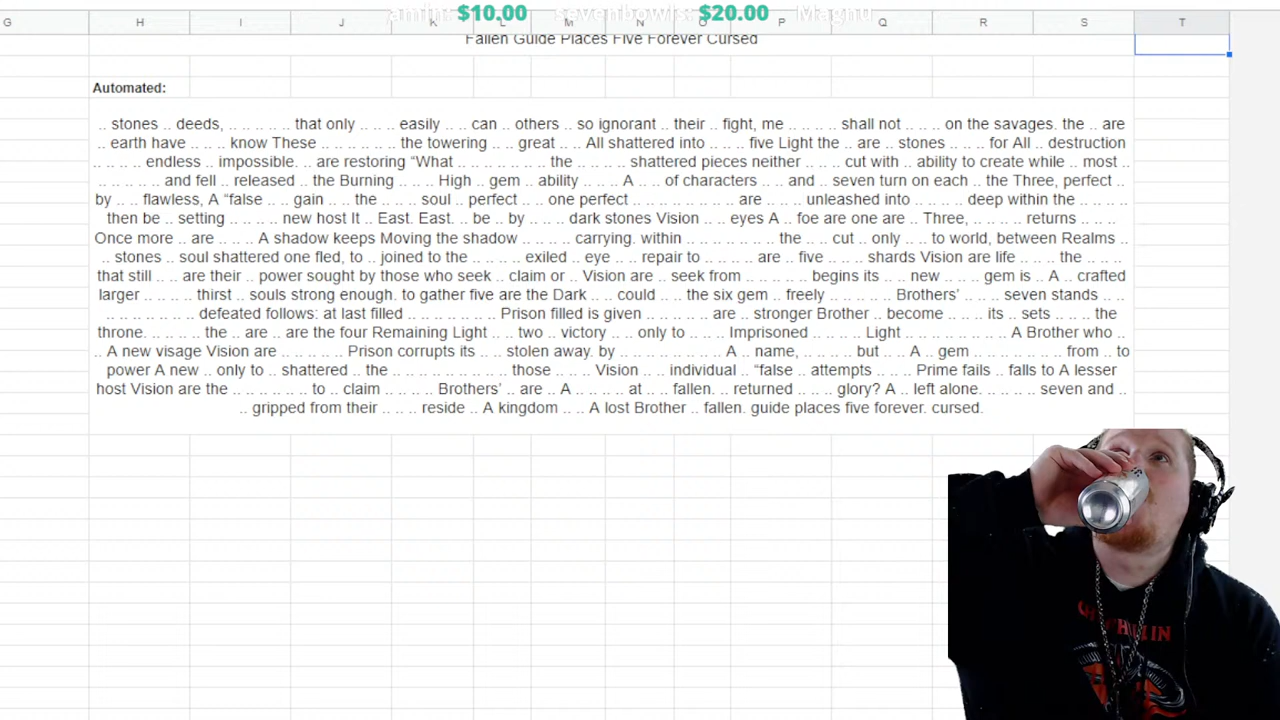 amin: $10.00 sevenbowls: $20.00 Magnu
G H I J K L M N O P Q R S T
Fallen Guide Places Five Forever Cursed
Automated:
.. stones .. deeds, .. .. .. .. that only .. .. .. easily .. can .. others .. so ignorant .. their .. fight, me .. .. .. .. shall not .. .. .. on the savages. the .. are
.. earth have .. .. .. know These .. .. .. .. .. the towering .. .. great .. .. All shattered into .. .. .. five Light the .. are .. stones .. .. .. for All .. destruction
.. .. .. .. .. endless .. impossible. .. are restoring “What .. .. .. .. .. .. .. the .. .. .. .. shattered pieces neither .. .. .. cut with .. ability to create while .. most ..
.. .. .. .. .. and fell .. released .. the Burning .. .. .. High .. gem .. ability .. .. .. A .. .. of characters .. .. and .. seven turn on each .. the Three, perfect ..
by .. .. flawless, A “false .. gain .. .. the .. .. .. soul .. perfect .. .. one perfect .. .. .. .. .. .. .. are .. .. unleashed into .. .. .. .. deep within the .. .. .. ..
then be .. setting .. .. .. new host It .. East. East. .. be .. by .. .. .. dark stones Vision .. .. eyes A .. foe are one are .. Three, .. .. .. returns .. .. .. ..
Once more .. are .. .. .. A shadow keeps Moving the shadow .. .. .. .. carrying. within .. .. .. .. .. .. .. the .. .. cut .. only .. .. to world, between Realms ..
.. stones .. soul shattered one fled, to .. joined to the .. .. .. .. exiled .. eye .. .. repair to .. .. .. .. are .. five .. .. shards Vision are life .. .. .. the .. .. ..
that still .. .. are their .. power sought by those who seek .. claim or .. Vision are .. seek from .. .. .. .. .. begins its .. .. new .. .. gem is .. A .. crafted
larger .. .. .. .. thirst .. souls strong enough. to gather five are the Dark .. .. could .. .. the six gem .. freely .. .. .. .. .. Brothers’ .. .. .. seven stands .. ..
.. .. .. .. .. .. defeated follows: at last filled .. .. .. .. .. .. .. Prison filled is given .. .. .. .. are .. stronger Brother .. become .. .. .. its .. sets .. .. the
throne. .. .. .. .. the .. are .. are the four Remaining Light .. .. two .. victory .. .. only to .. .. Imprisoned .. .. .. Light .. .. .. .. .. .. .. A Brother who ..
.. A new visage Vision are .. .. .. .. .. Prison corrupts its .. .. stolen away. by .. .. .. .. .. .. .. A .. name, .. .. .. .. but .. A .. gem .. .. .. .. .. .. from .. to
power A new .. only to .. shattered .. the .. .. .. .. .. .. those .. .. Vision .. individual .. “false .. attempts .. .. .. Prime fails .. falls to A lesser
host Vision are the .. .. .. .. .. to .. claim .. .. .. Brothers’ .. are .. A .. .. .. at .. fallen. .. returned .. .. glory? A .. left alone. .. .. .. .. seven and ..
.. gripped from their .. .. .. reside .. A kingdom .. .. A lost Brother .. fallen. guide places five forever. cursed.